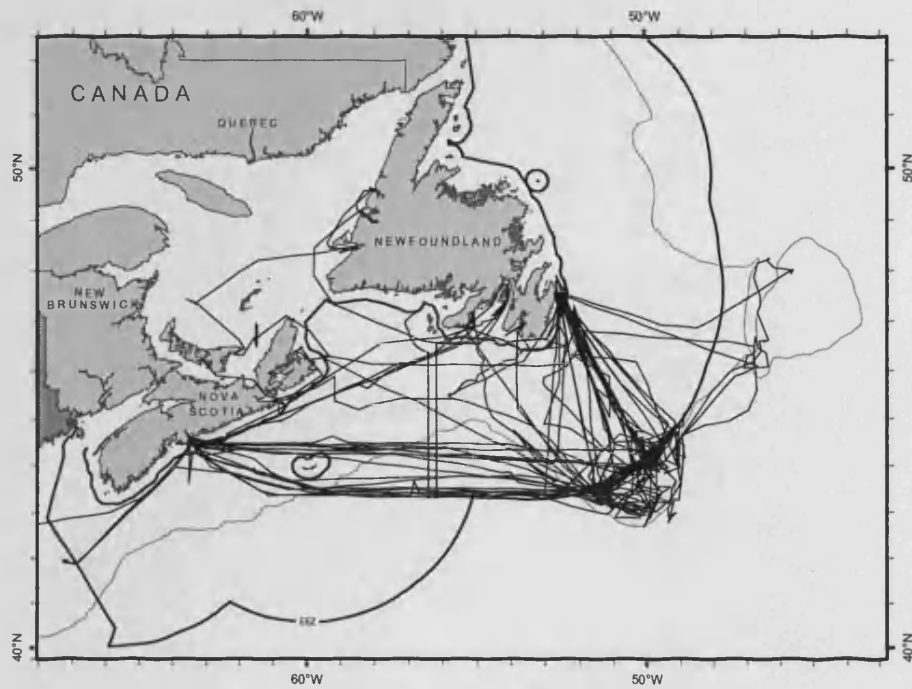 60°W
50°W
CANADA
QUEBEC
50°N
50°N
NEWFOUNDLAND
NEW
BRUNSWICK
NOVA
SCOTIA
EEZ
40°N
40°N
60°W
50°W